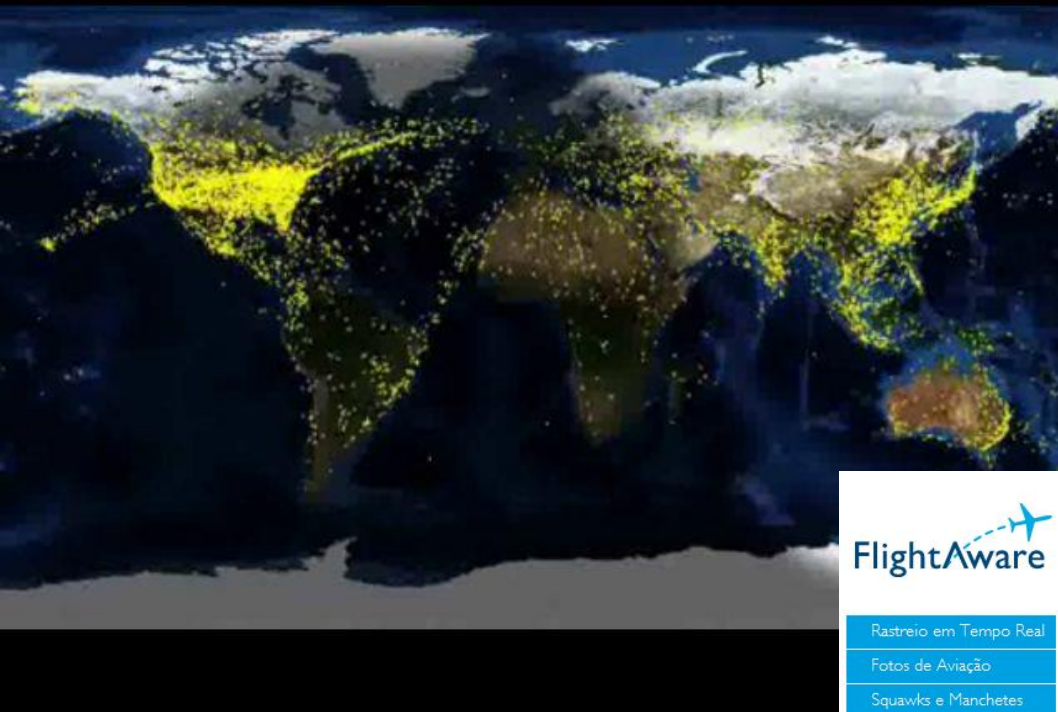 FlightAware
Rastreio em Tempo Real
Fotos de Aviação
Squawks e Manchetes